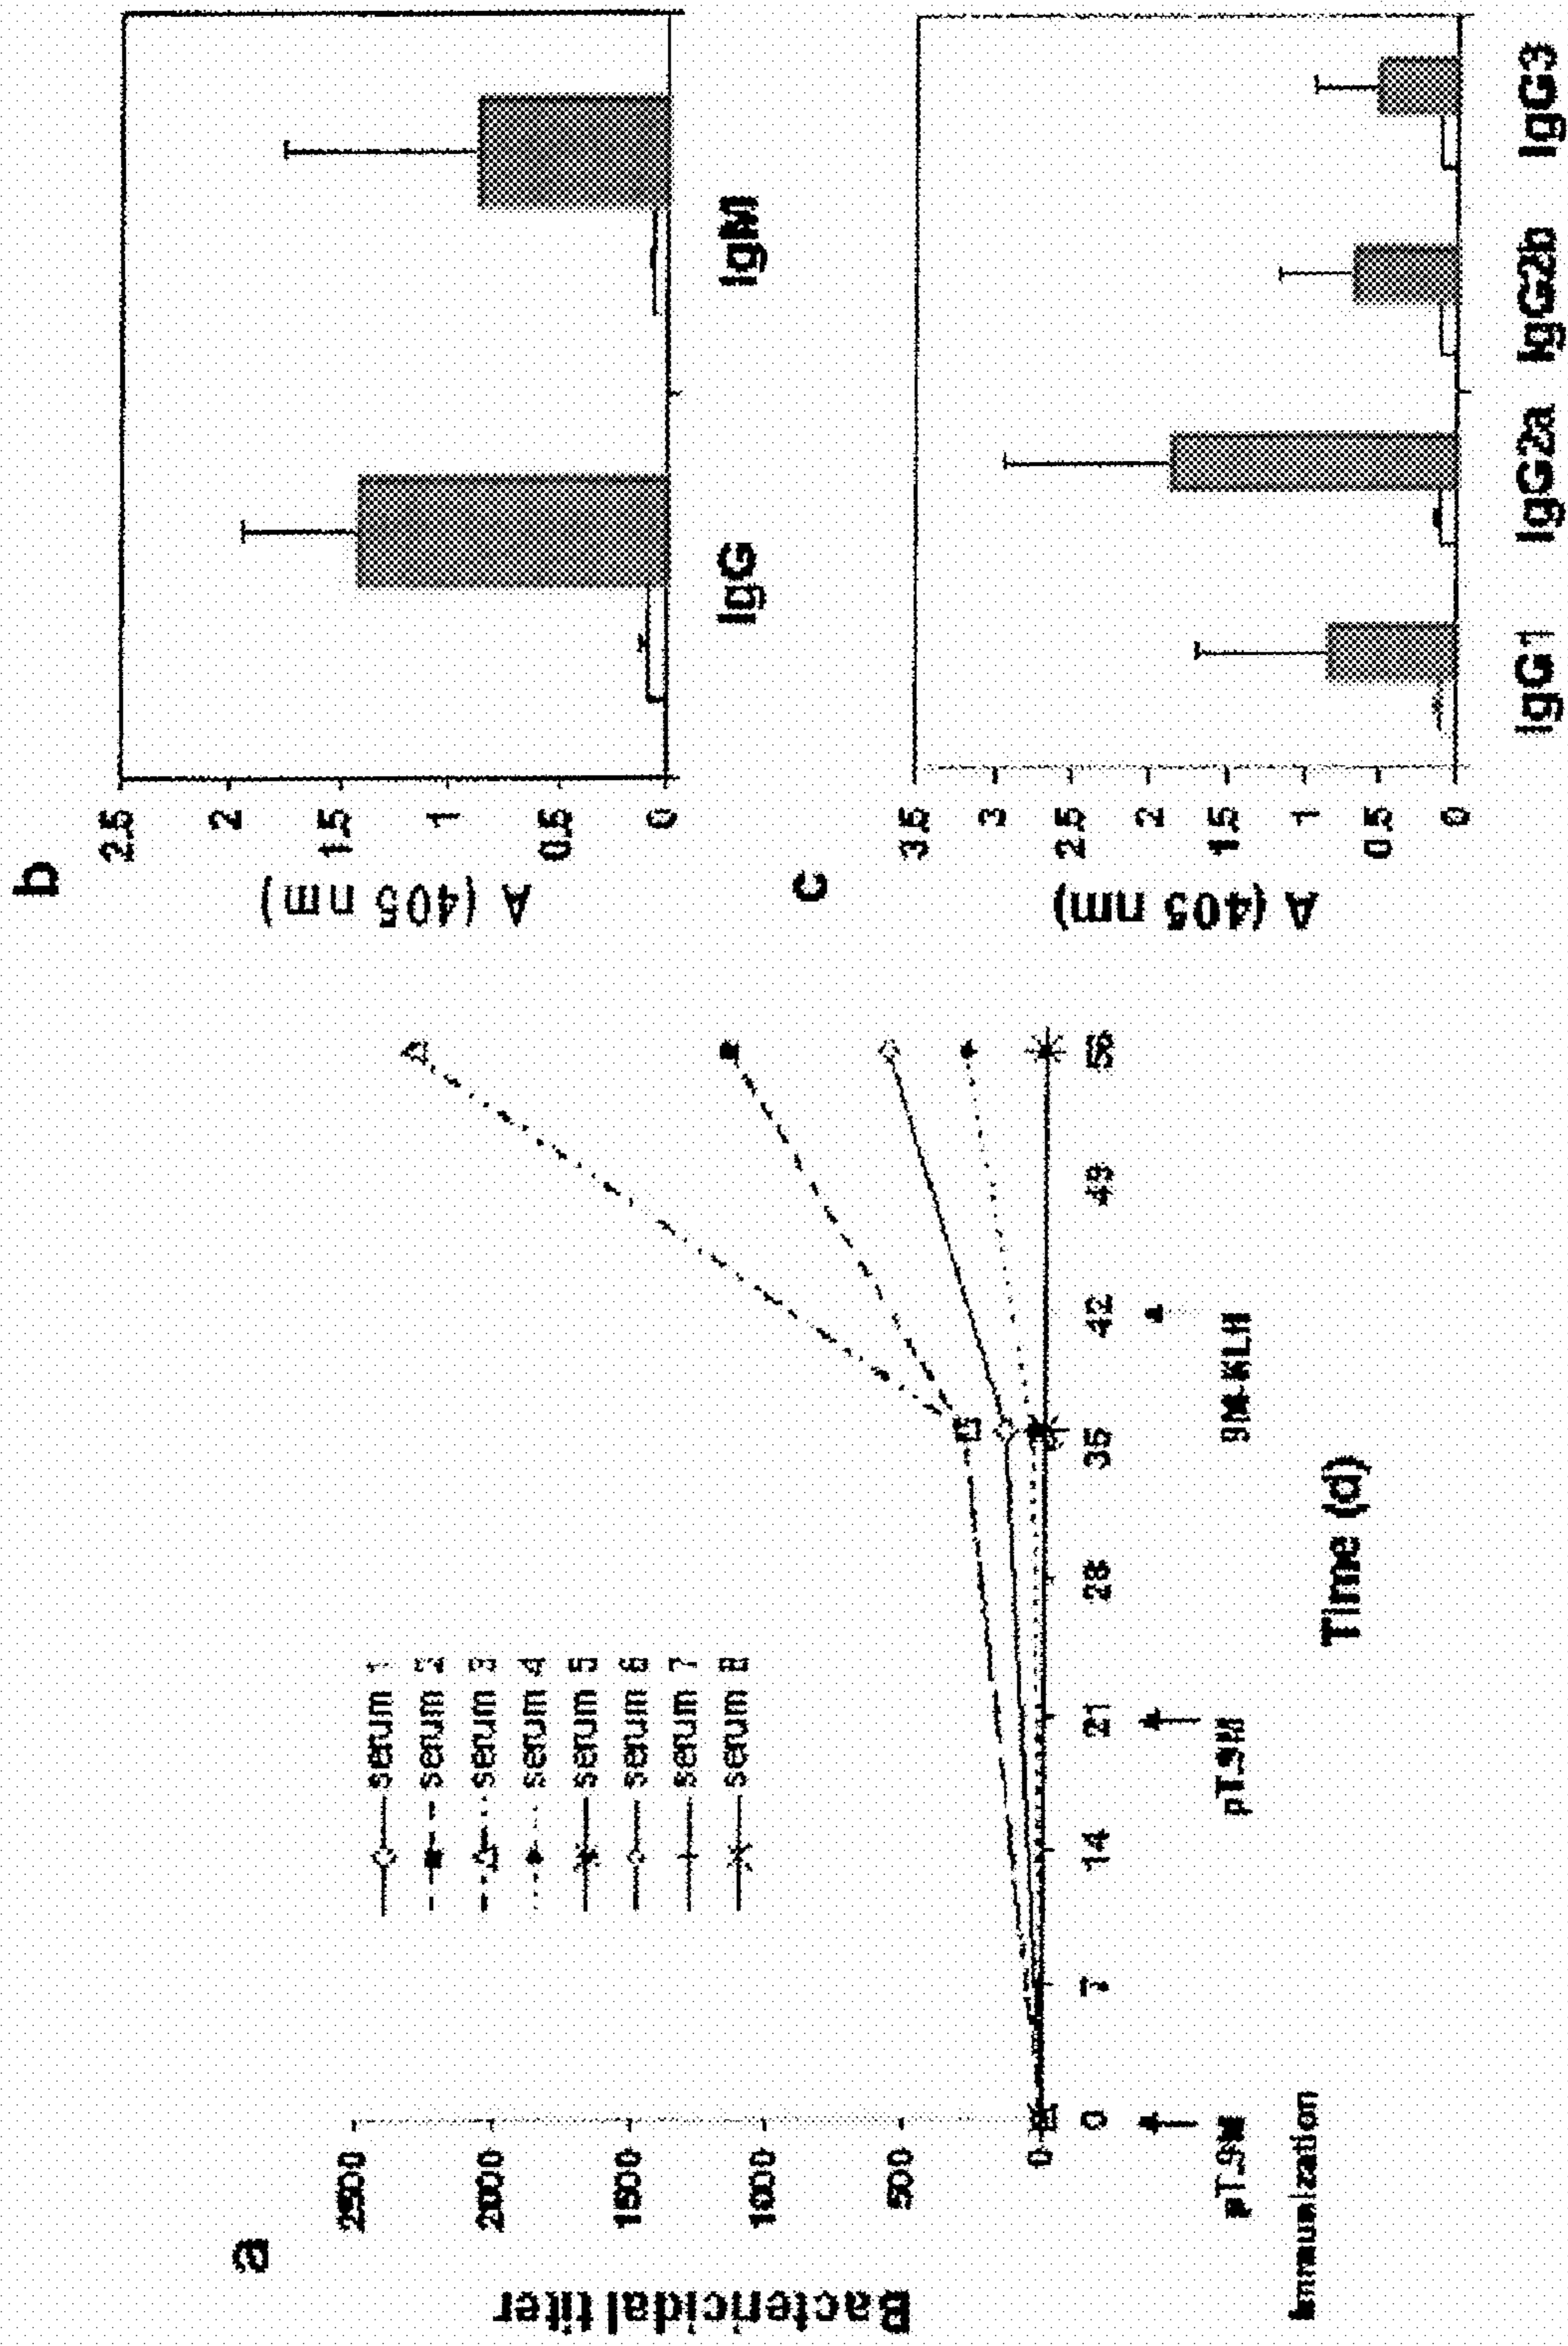 a
Bactericidal titer
2500
2000
1500
1000
500
0
serum 1
serum 2
serum 3
serum 4
serum 5
serum 6
serum 7
serum 8
0 7 14 21 28 35 42 49 56
pT.9M pT.9M 9M-KLH
Immunization
Time (d)
b
A (405 nm)
2.5
2
1.5
1
0.5
0
IgG IgM
c
A (405 nm)
3.5
3
2.5
2
1.5
1
0.5
0
IgG1 IgG2a IgG2b IgG3